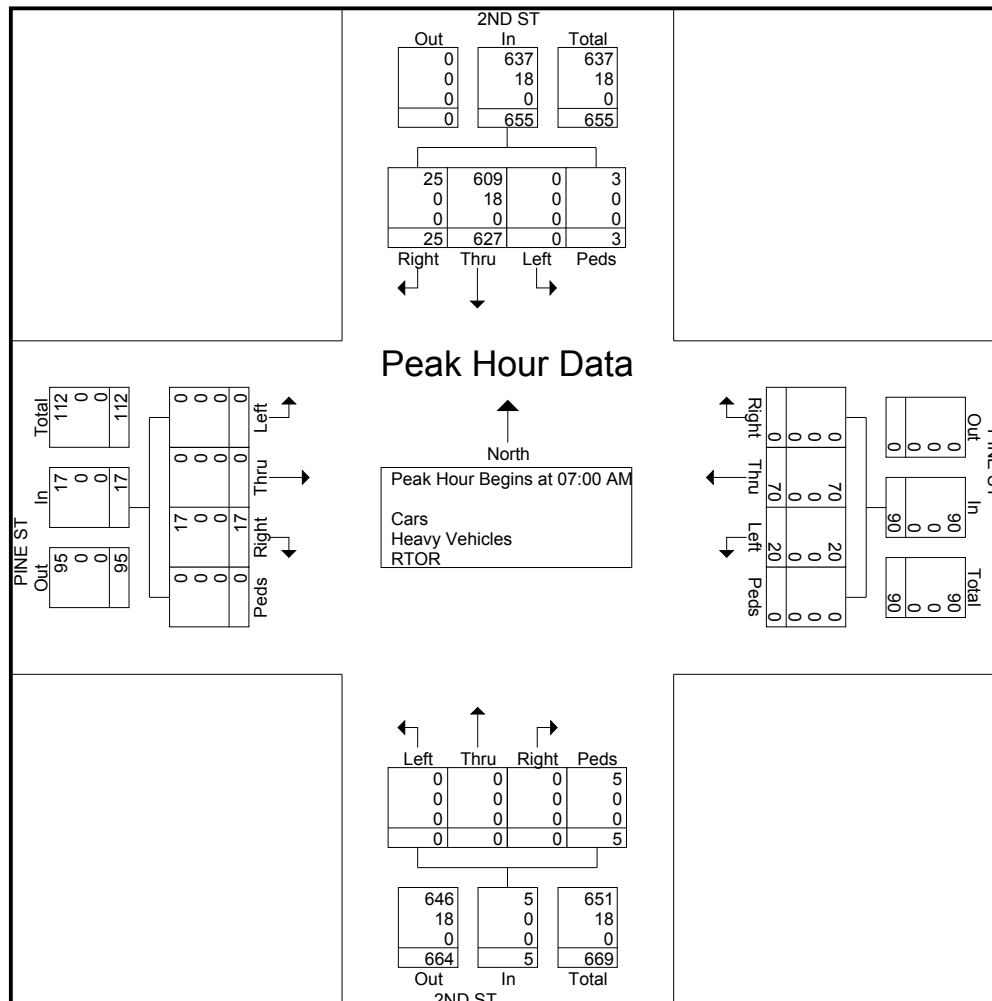 2ND ST
Out In Total
0 637 637
0 18 18
0 0 0
0 655 655
25 609 0 3
0 18 0 0
0 0 0 0
25 627 0 3
Right Thru Left Peds
Peak Hour Data
North
Peak Hour Begins at 07:00 AM
Cars
Heavy Vehicles
RTOR
PINE ST
Out In Total
95 17 112
0 0 0
0 0 0
95 17 112
Left Thru Right Peds
0 0 17 0
0 0 0 0
0 0 0 0
0 0 17 0
PINE ST
Out In Total
0 90 90
0 0 0
0 0 0
0 90 90
Right Thru Left Peds
0 70 20 0
0 0 0 0
0 0 0 0
0 70 20 0
Left Thru Right Peds
0 0 0 5
0 0 0 0
0 0 0 0
0 0 0 5
646 5 651
18 0 18
0 0 0
664 5 669
Out In Total
2ND ST